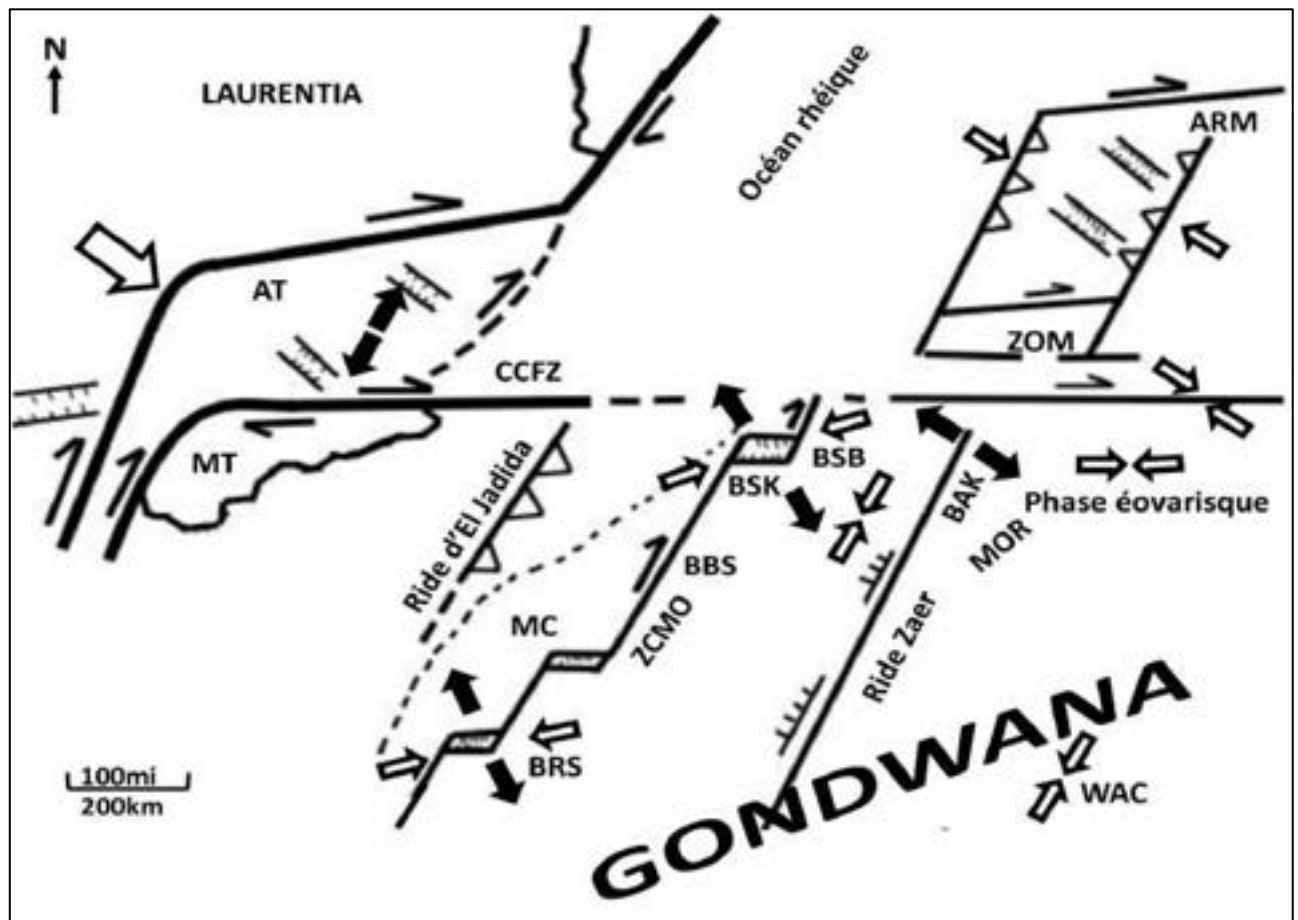 N
LAURENTIA
Océan rhéique
ARM
AT
ZOM
CCFZ
MT
Ride d'El Jadida
BSB
BSK
BAK
MOR
Phase éovarisque
BBS
ZCMO
MC
Ride Zaer
BRS
GONDWANA
WAC
100mi
200km